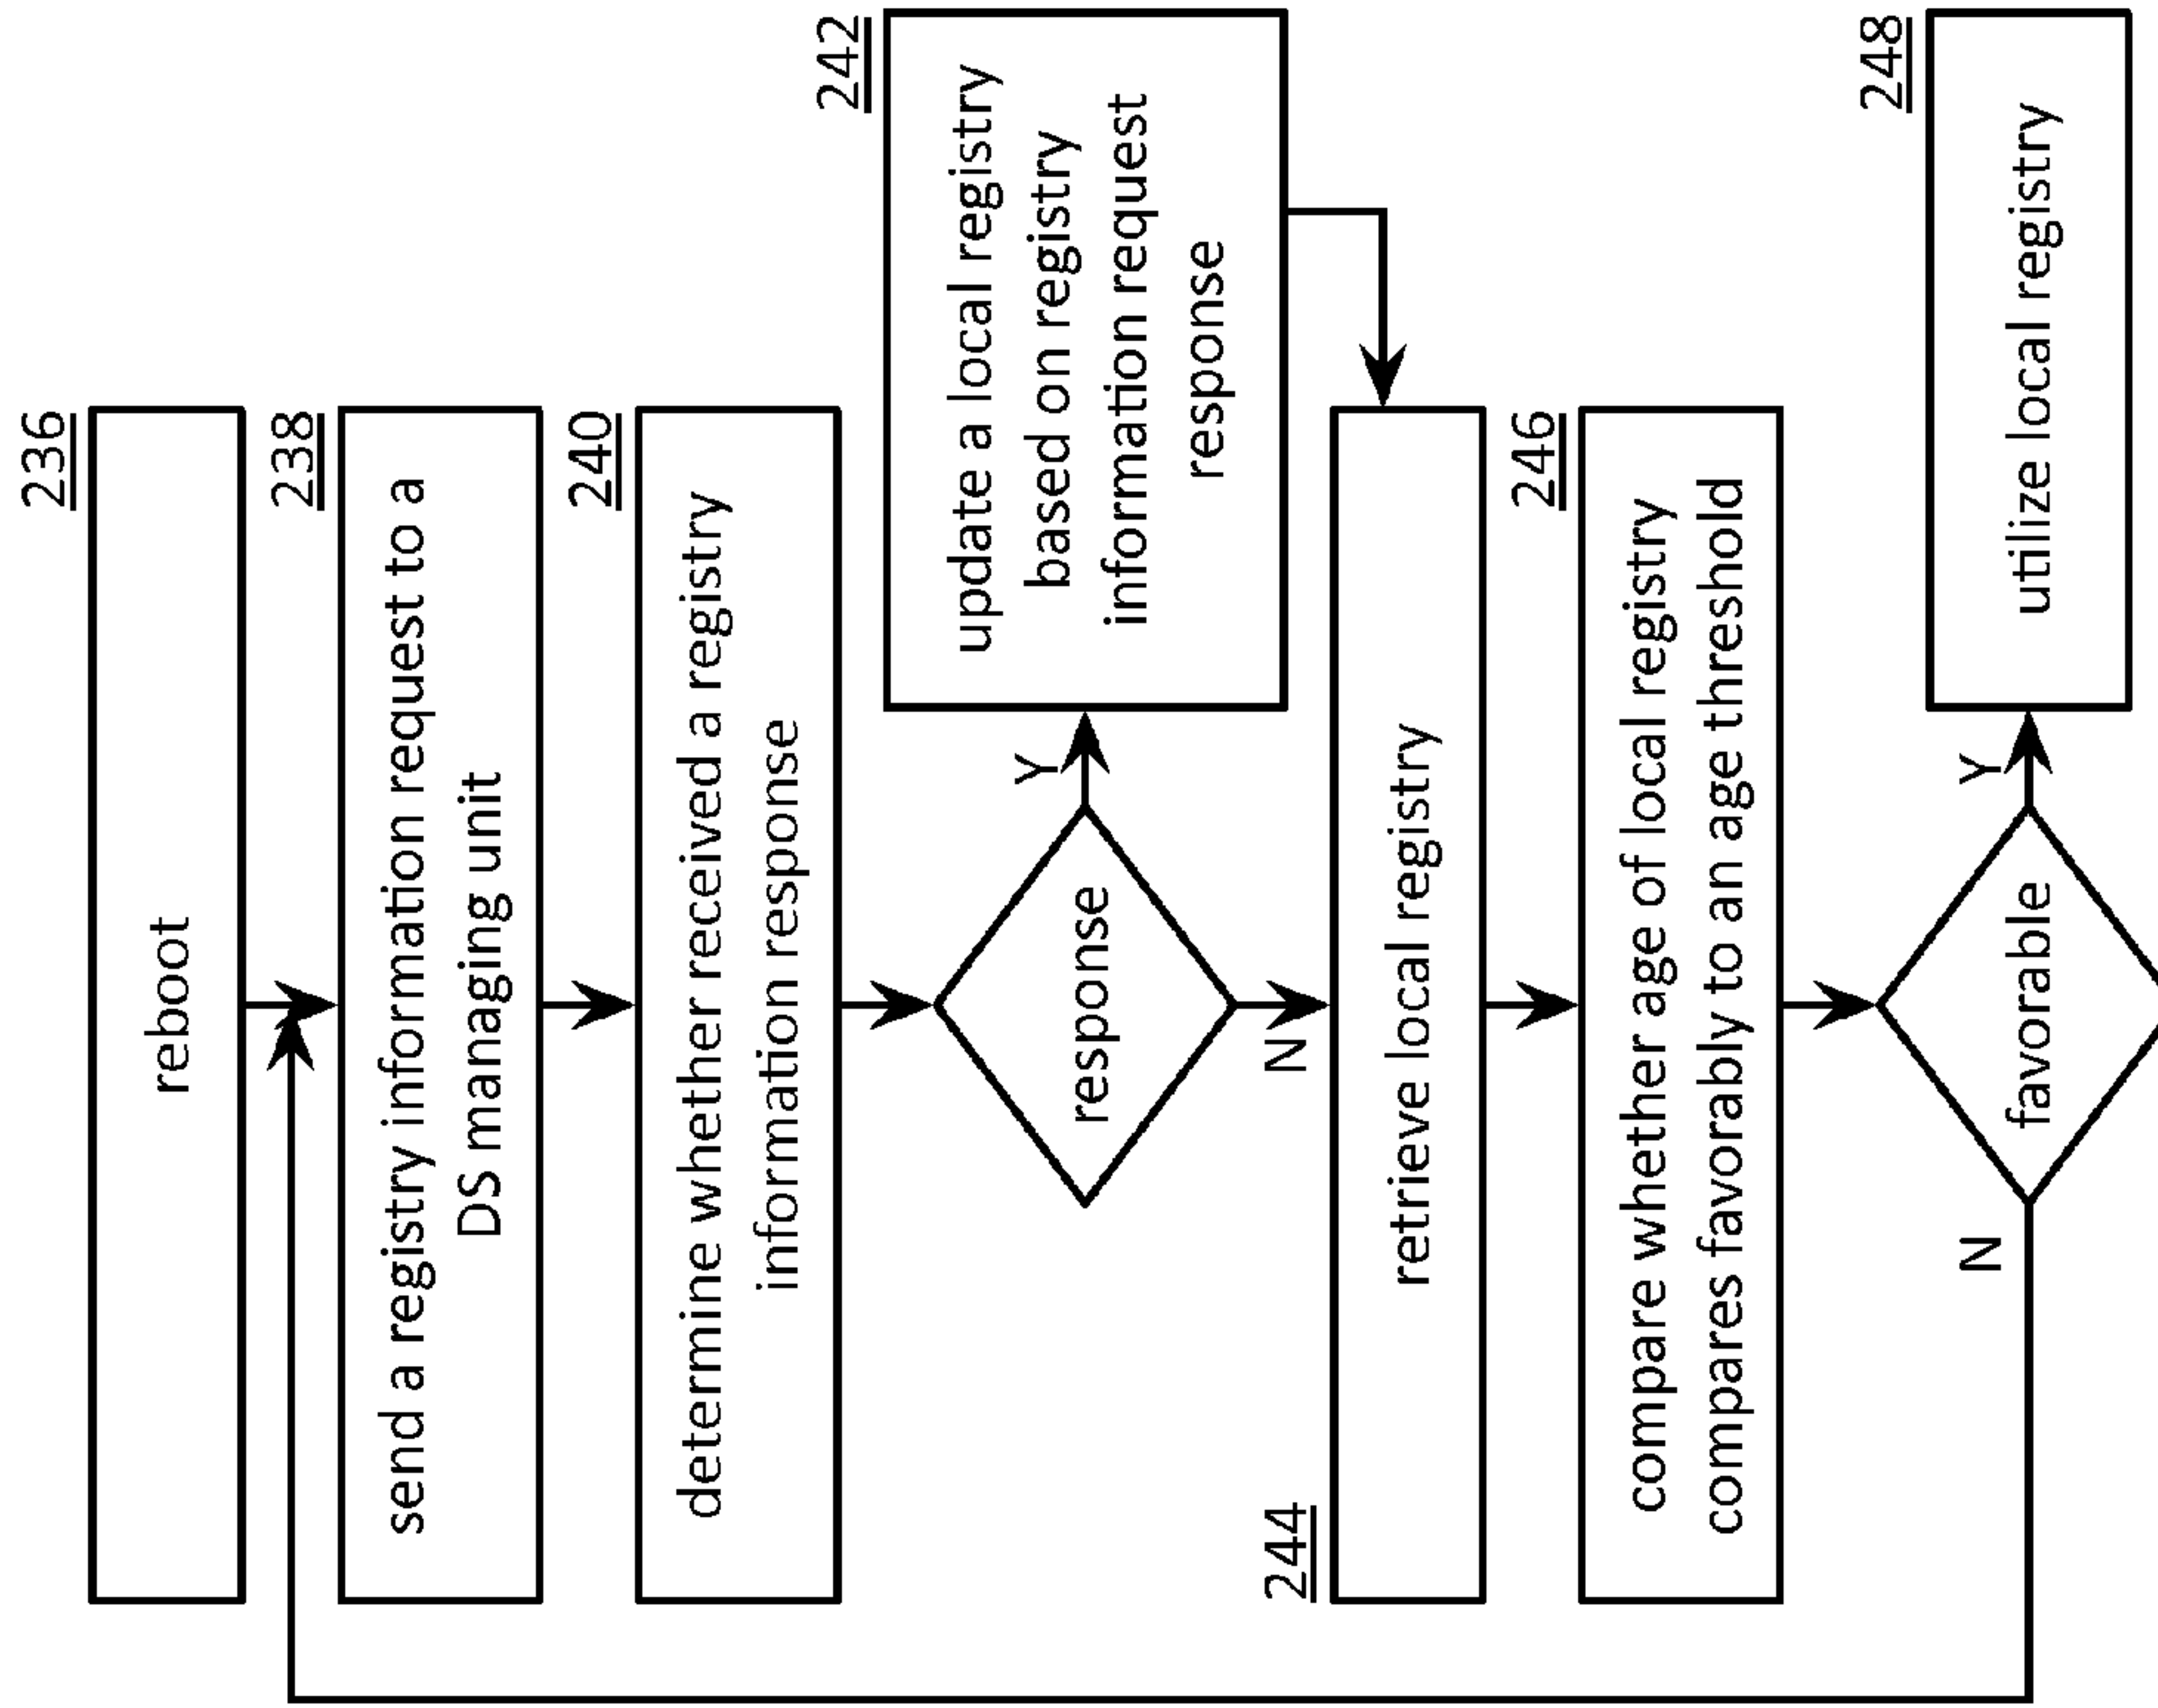 236
reboot
238
send a registry information request to a
DS managing unit
240
determine whether received a registry
information response
response
Y
N
242
update a local registry
based on registry
information request
response
244
retrieve local registry
246
compare whether age of local registry
compares favorably to an age threshold
favorable
Y
N
248
utilize local registry